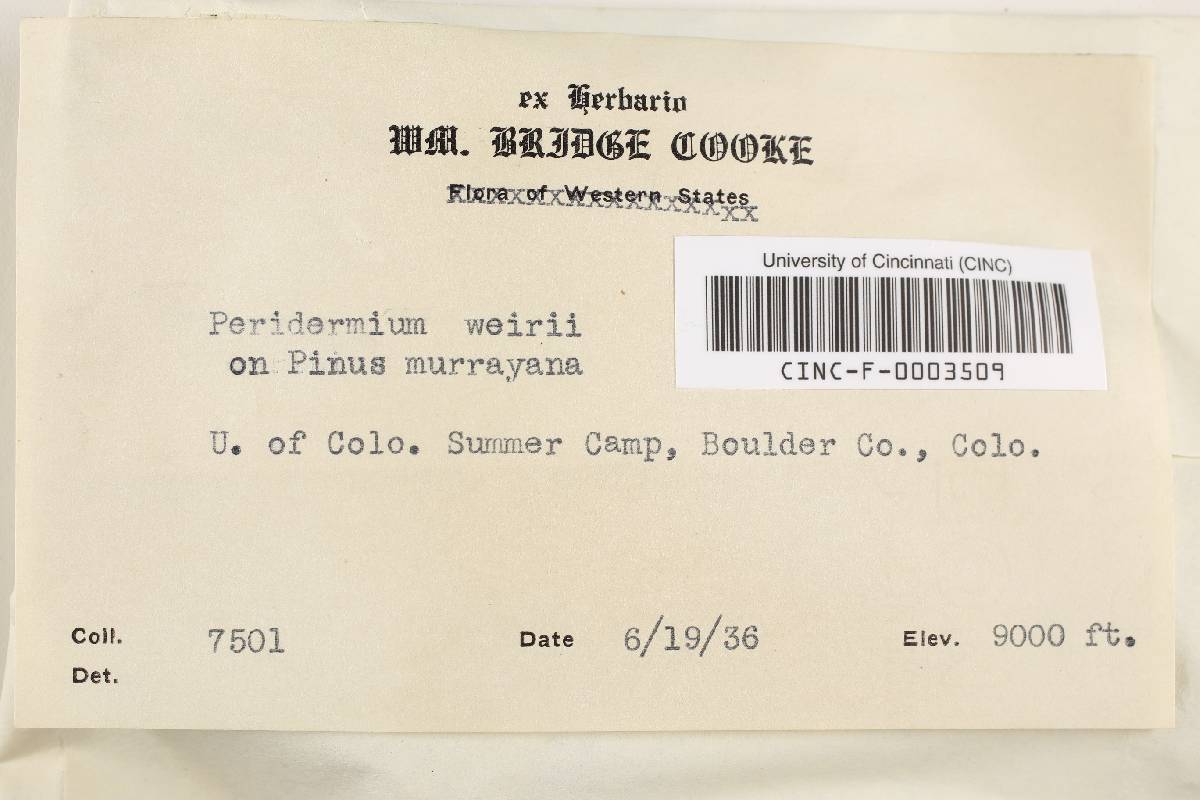 ex Herbario
WM. BRIDGE COOKE
Flora of Western States
University of Cincinnati (CINC)
CINC-F-0003509
Peridermium weirii
on Pinus murrayana
U. of Colo. Summer Camp, Boulder Co., Colo.
Coll. 7501 Date 6/19/36 Elev. 9000 ft.
Det.